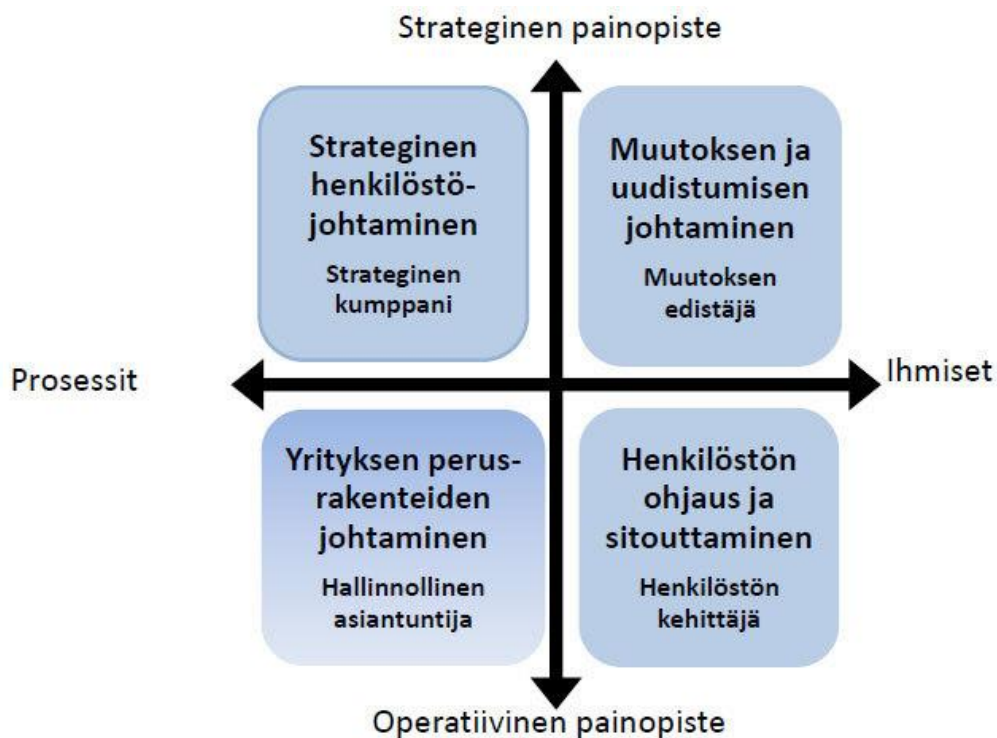 Strateginen painopiste
Strateginen
henkilöstö-
johtaminen
Strateginen
kumppani
Muutoksen ja
uudistumisen
johtaminen
Muutoksen
edistäjä
Prosessit
Ihmiset
Yrityksen perus-
rakenteiden
johtaminen
Hallinnollinen
asiantuntija
Henkilöstön
ohjaus ja
sitouttaminen
Henkilöstön
kehittäjä
Operatiivinen painopiste